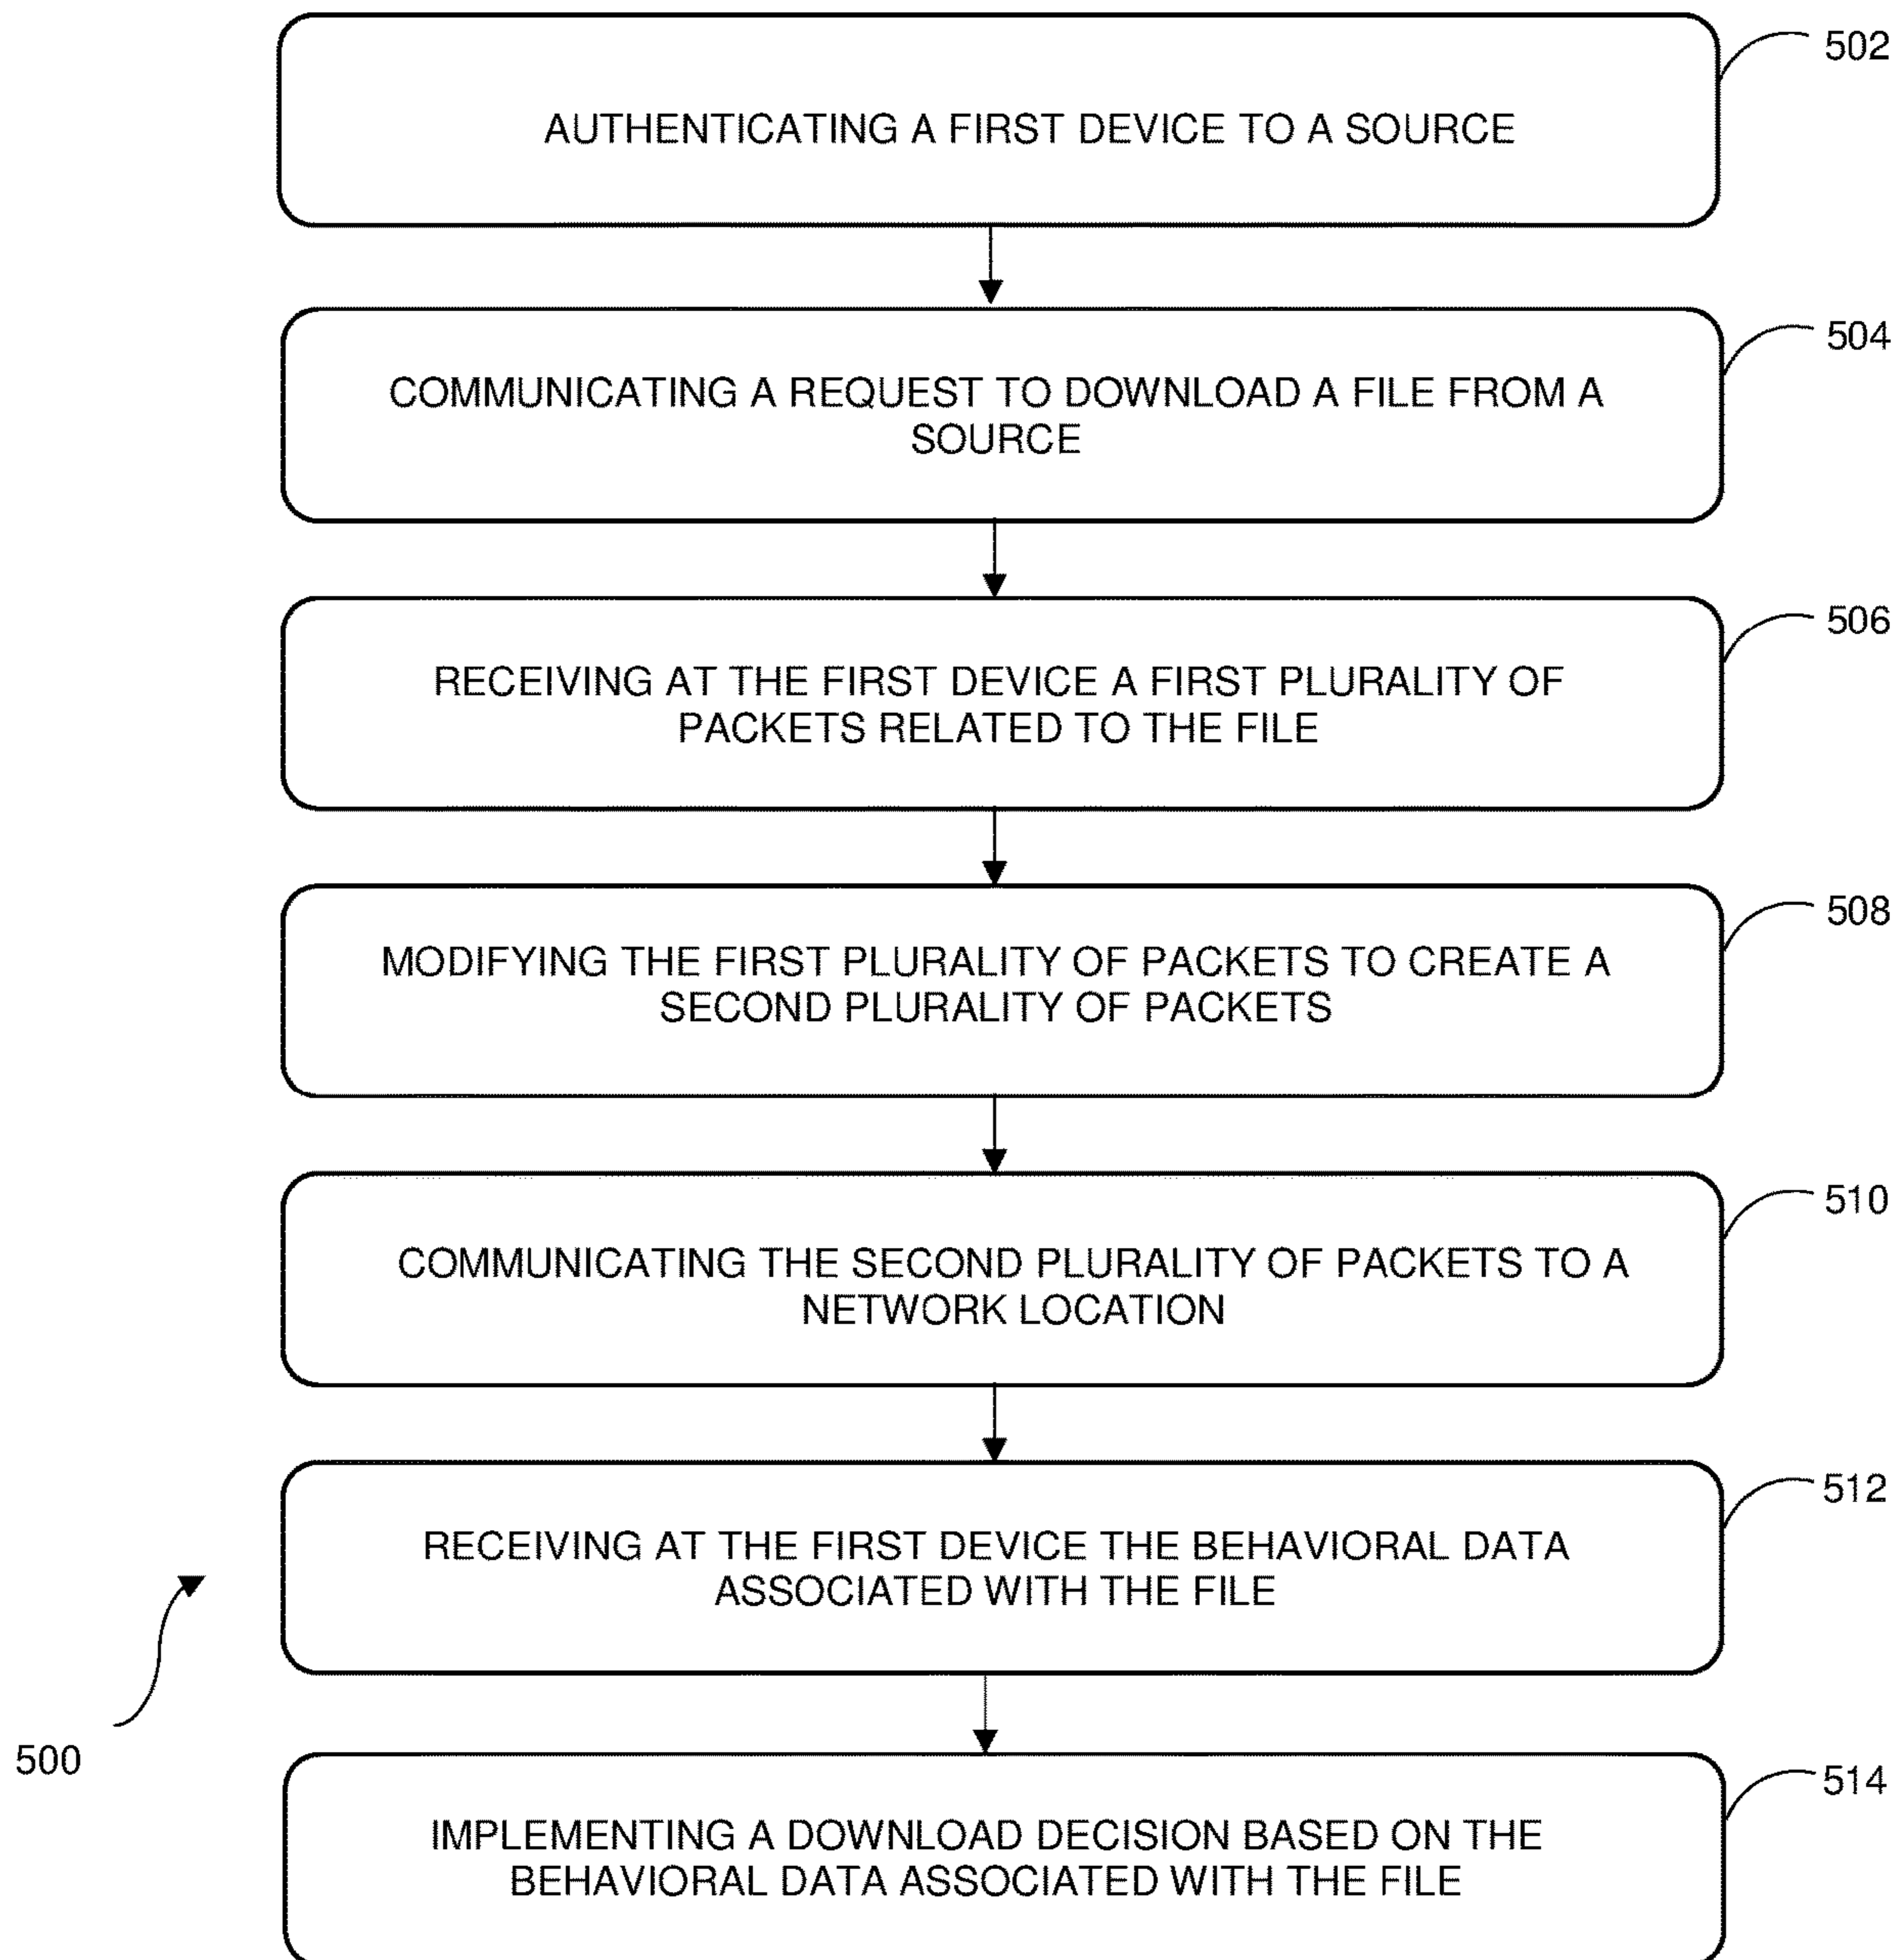 502
AUTHENTICATING A FIRST DEVICE TO A SOURCE
504
COMMUNICATING A REQUEST TO DOWNLOAD A FILE FROM A
SOURCE
506
RECEIVING AT THE FIRST DEVICE A FIRST PLURALITY OF
PACKETS RELATED TO THE FILE
508
MODIFYING THE FIRST PLURALITY OF PACKETS TO CREATE A
SECOND PLURALITY OF PACKETS
510
COMMUNICATING THE SECOND PLURALITY OF PACKETS TO A
NETWORK LOCATION
512
RECEIVING AT THE FIRST DEVICE THE BEHAVIORAL DATA
ASSOCIATED WITH THE FILE
500
514
IMPLEMENTING A DOWNLOAD DECISION BASED ON THE
BEHAVIORAL DATA ASSOCIATED WITH THE FILE